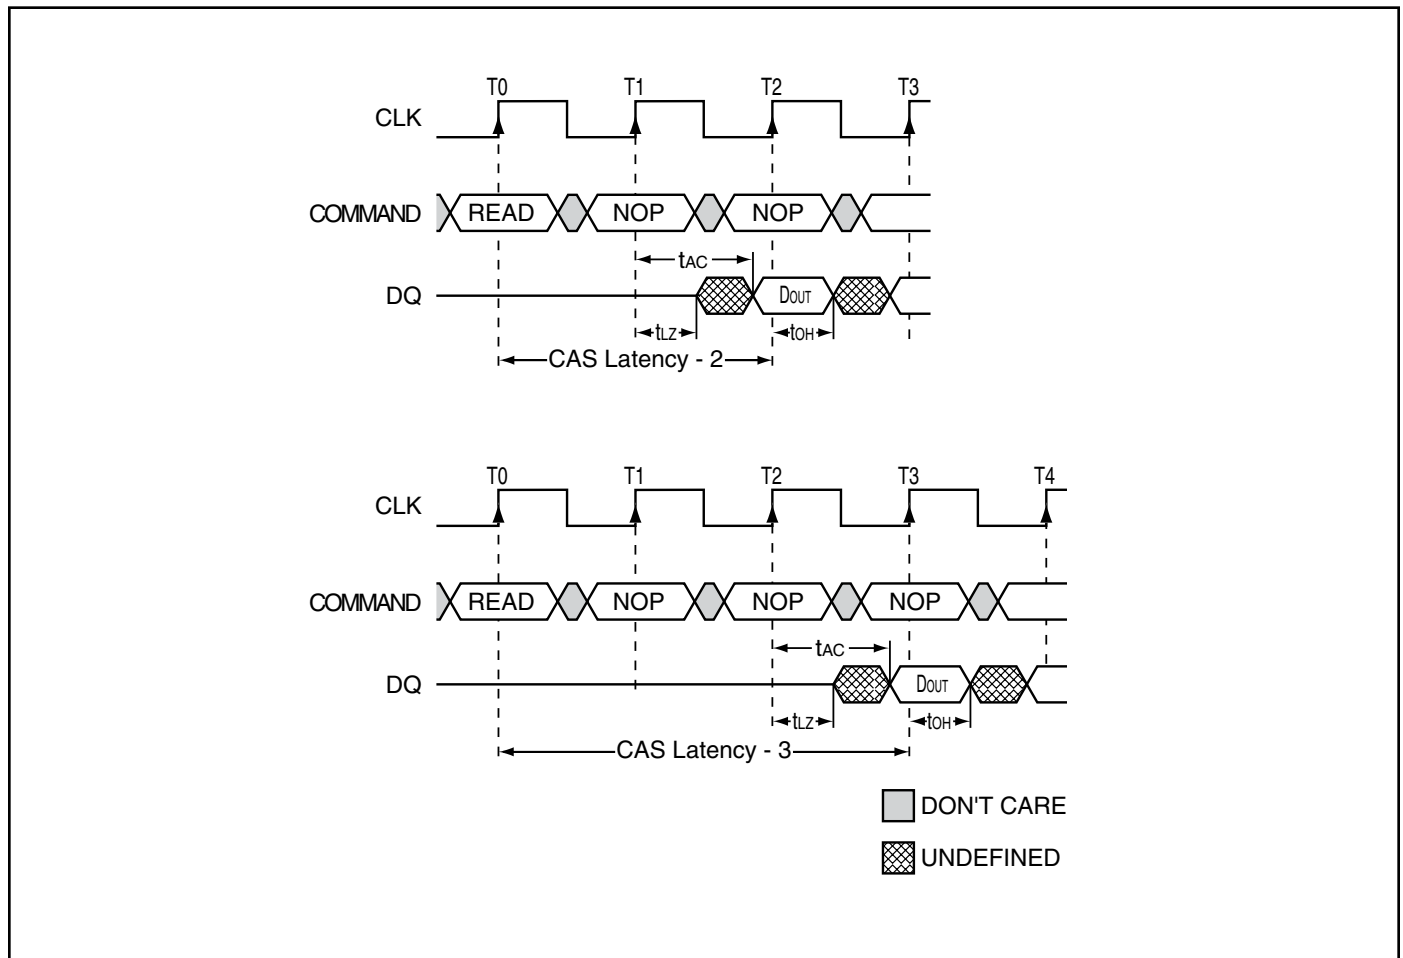 T0 T1 T2 T3
CLK
COMMAND READ NOP NOP
tAC
DQ DOUT
tLZ tOH
CAS Latency - 2
T0 T1 T2 T3 T4
CLK
COMMAND READ NOP NOP NOP
tAC
DQ DOUT
tLZ tOH
CAS Latency - 3
DON'T CARE
UNDEFINED